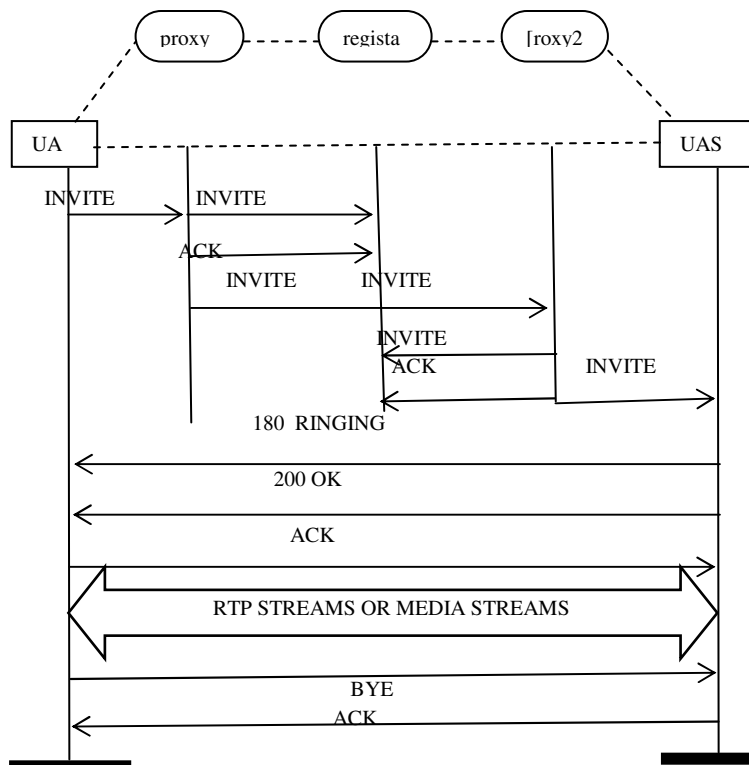 proxy
regista
[roxy2
UA
UAS
INVITE
INVITE
ACK
INVITE
INVITE
INVITE
ACK
INVITE
180 RINGING
200 OK
ACK
RTP STREAMS OR MEDIA STREAMS
BYE
ACK